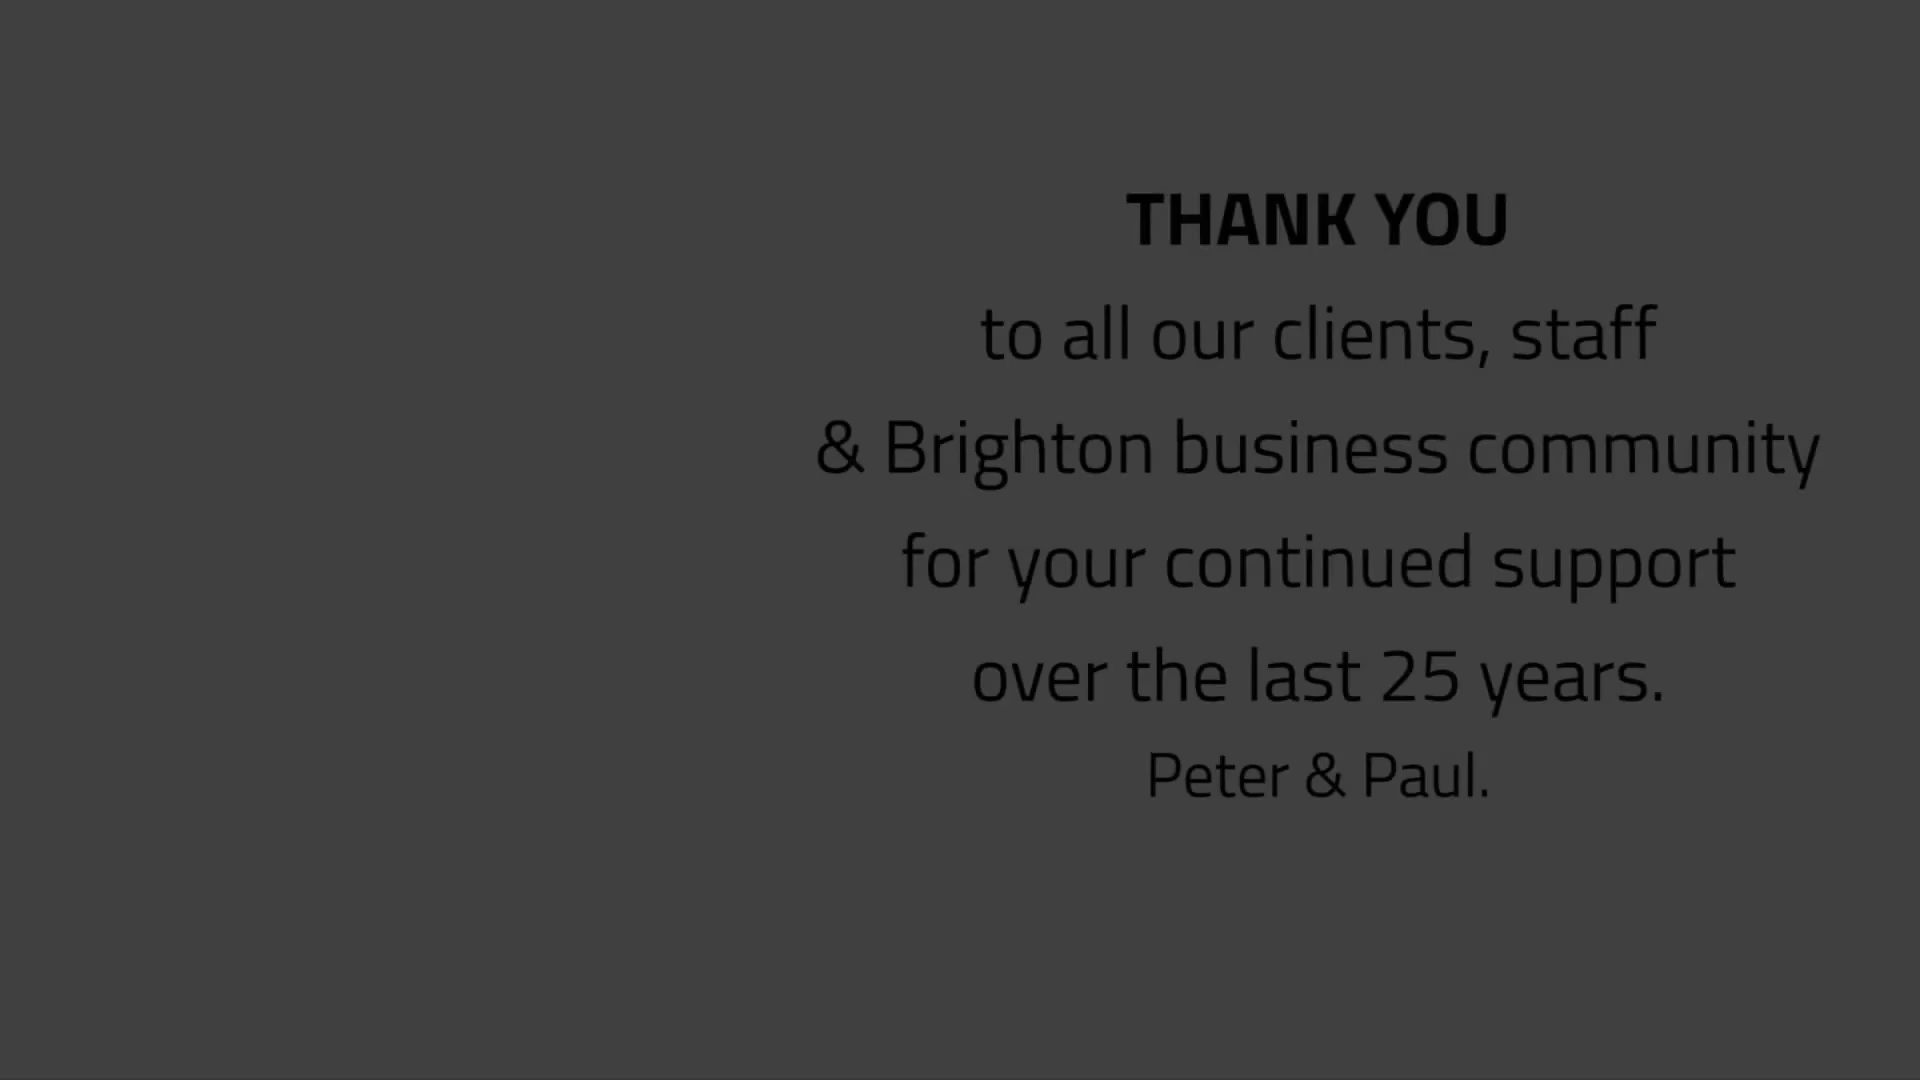 THANK YOU
to all our clients, staff
& Brighton business community
for your continued support
over the last 25 years.
Peter & Paul.